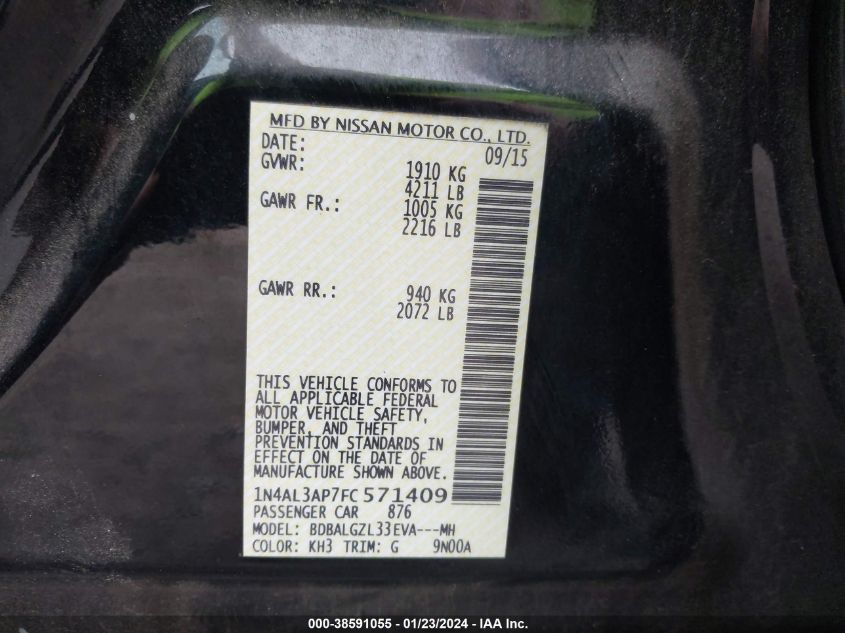 MFD BY NISSAN MOTOR CO., LTD.
DATE: 09/15
GVWR: 1910 KG
4211 LB
GAWR FR.: 1005 KG
2216 LB
GAWR RR.: 940 KG
2072 LB
THIS VEHICLE CONFORMS TO
ALL APPLICABLE FEDERAL
MOTOR VEHICLE SAFETY,
BUMPER, AND THEFT
PREVENTION STANDARDS IN
EFFECT ON THE DATE OF
MANUFACTURE SHOWN ABOVE.
1N4AL3AP7FC571409
PASSENGER CAR 876
MODEL: BDBALGZL33EVA---MH
COLOR: KH3 TRIM: G 9N00A
000-38591055 — 01/23/2024 — IAA Inc.